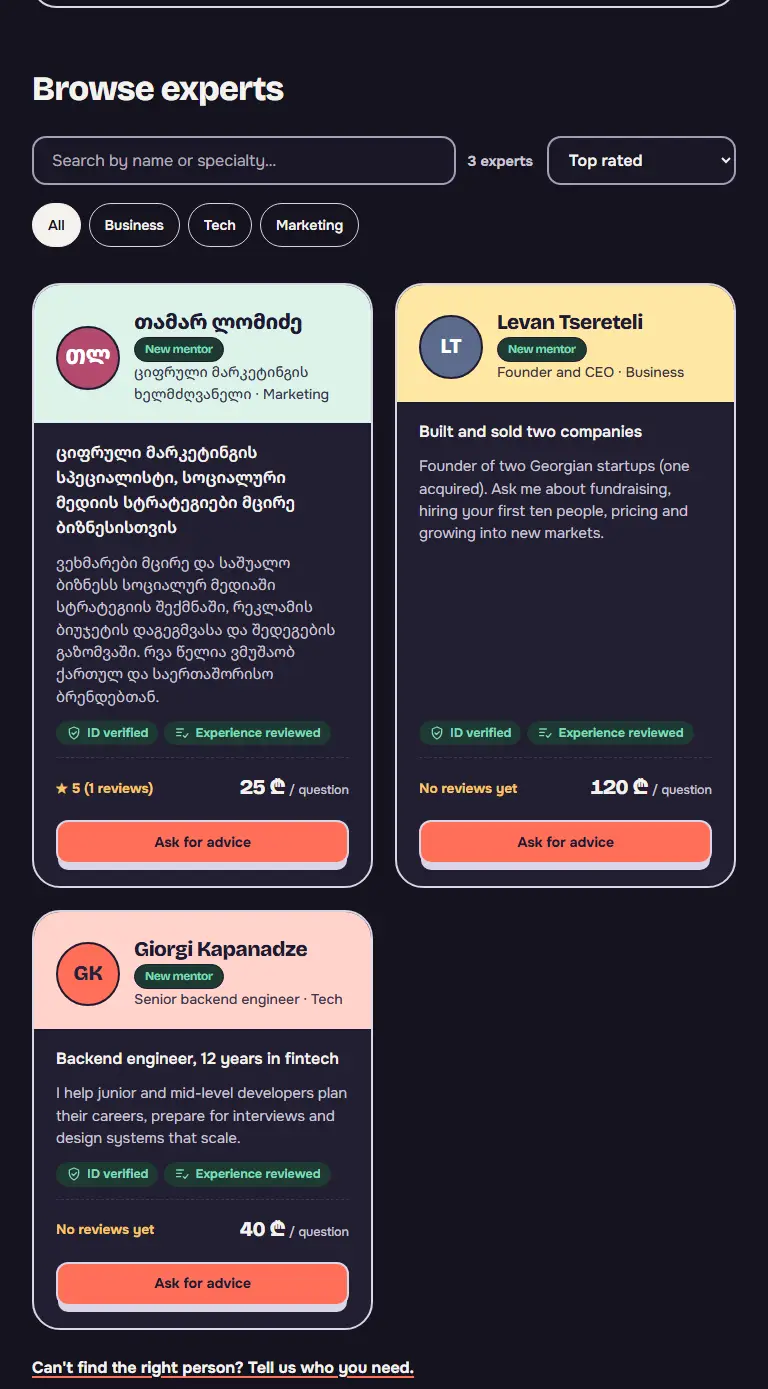 Browse experts
Search by name or specialty...
3 experts
Top rated
All
Business
Tech
Marketing
თლ
თამარ ლომიძე
New mentor
ციფრული მარკეტინგის
ხელმძღვანელი · Marketing
ციფრული მარკეტინგის
სპეციალისტი, სოციალური
მედიის სტრატეგიები მცირე
ბიზნესისთვის
ვეხმარები მცირე და საშუალო
ბიზნესს სოციალურ მედიაში
სტრატეგიის შექმნაში, რეკლამის
ბიუჯეტის დაგეგმვასა და შედეგების
გაზომვაში. რვა წელია ვმუშაობ
ქართულ და საერთაშორისო
ბრენდებთან.
ID verified
Experience reviewed
★ 5 (1 reviews)
25 ₾ / question
Ask for advice
LT
Levan Tsereteli
New mentor
Founder and CEO · Business
Built and sold two companies
Founder of two Georgian startups (one
acquired). Ask me about fundraising,
hiring your first ten people, pricing and
growing into new markets.
ID verified
Experience reviewed
No reviews yet
120 ₾ / question
Ask for advice
GK
Giorgi Kapanadze
New mentor
Senior backend engineer · Tech
Backend engineer, 12 years in fintech
I help junior and mid-level developers plan
their careers, prepare for interviews and
design systems that scale.
ID verified
Experience reviewed
No reviews yet
40 ₾ / question
Ask for advice
Can't find the right person? Tell us who you need.